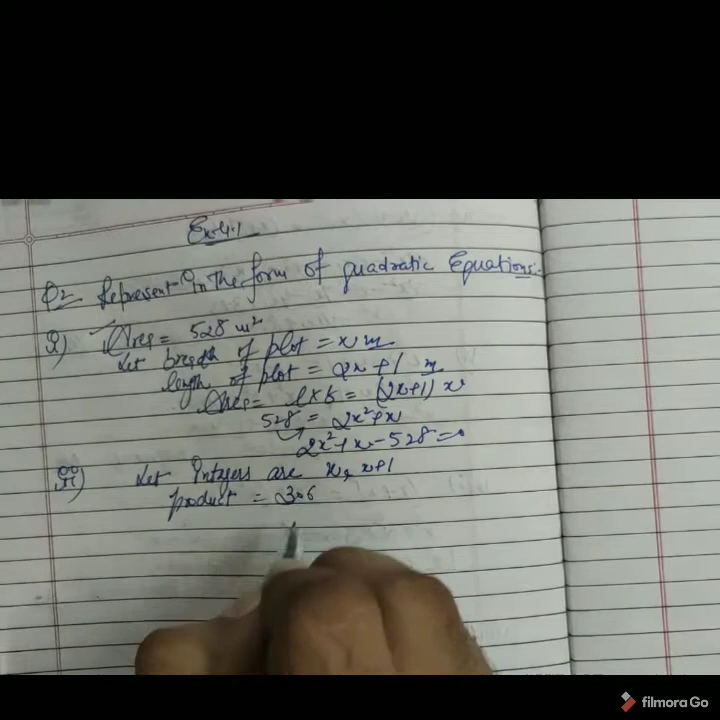 Ex-4.1
Q2 Represent in the form of quadratic Equations:-
i) Area = 528 m²
Let breadth of plot = x m
length of plot = 2x+1 m
Area = l×b = (2x+1) x
528 = 2x²+x
2x²+x-528=0
ii) Let Integers are x, x+1
product = 306
filmoraGo